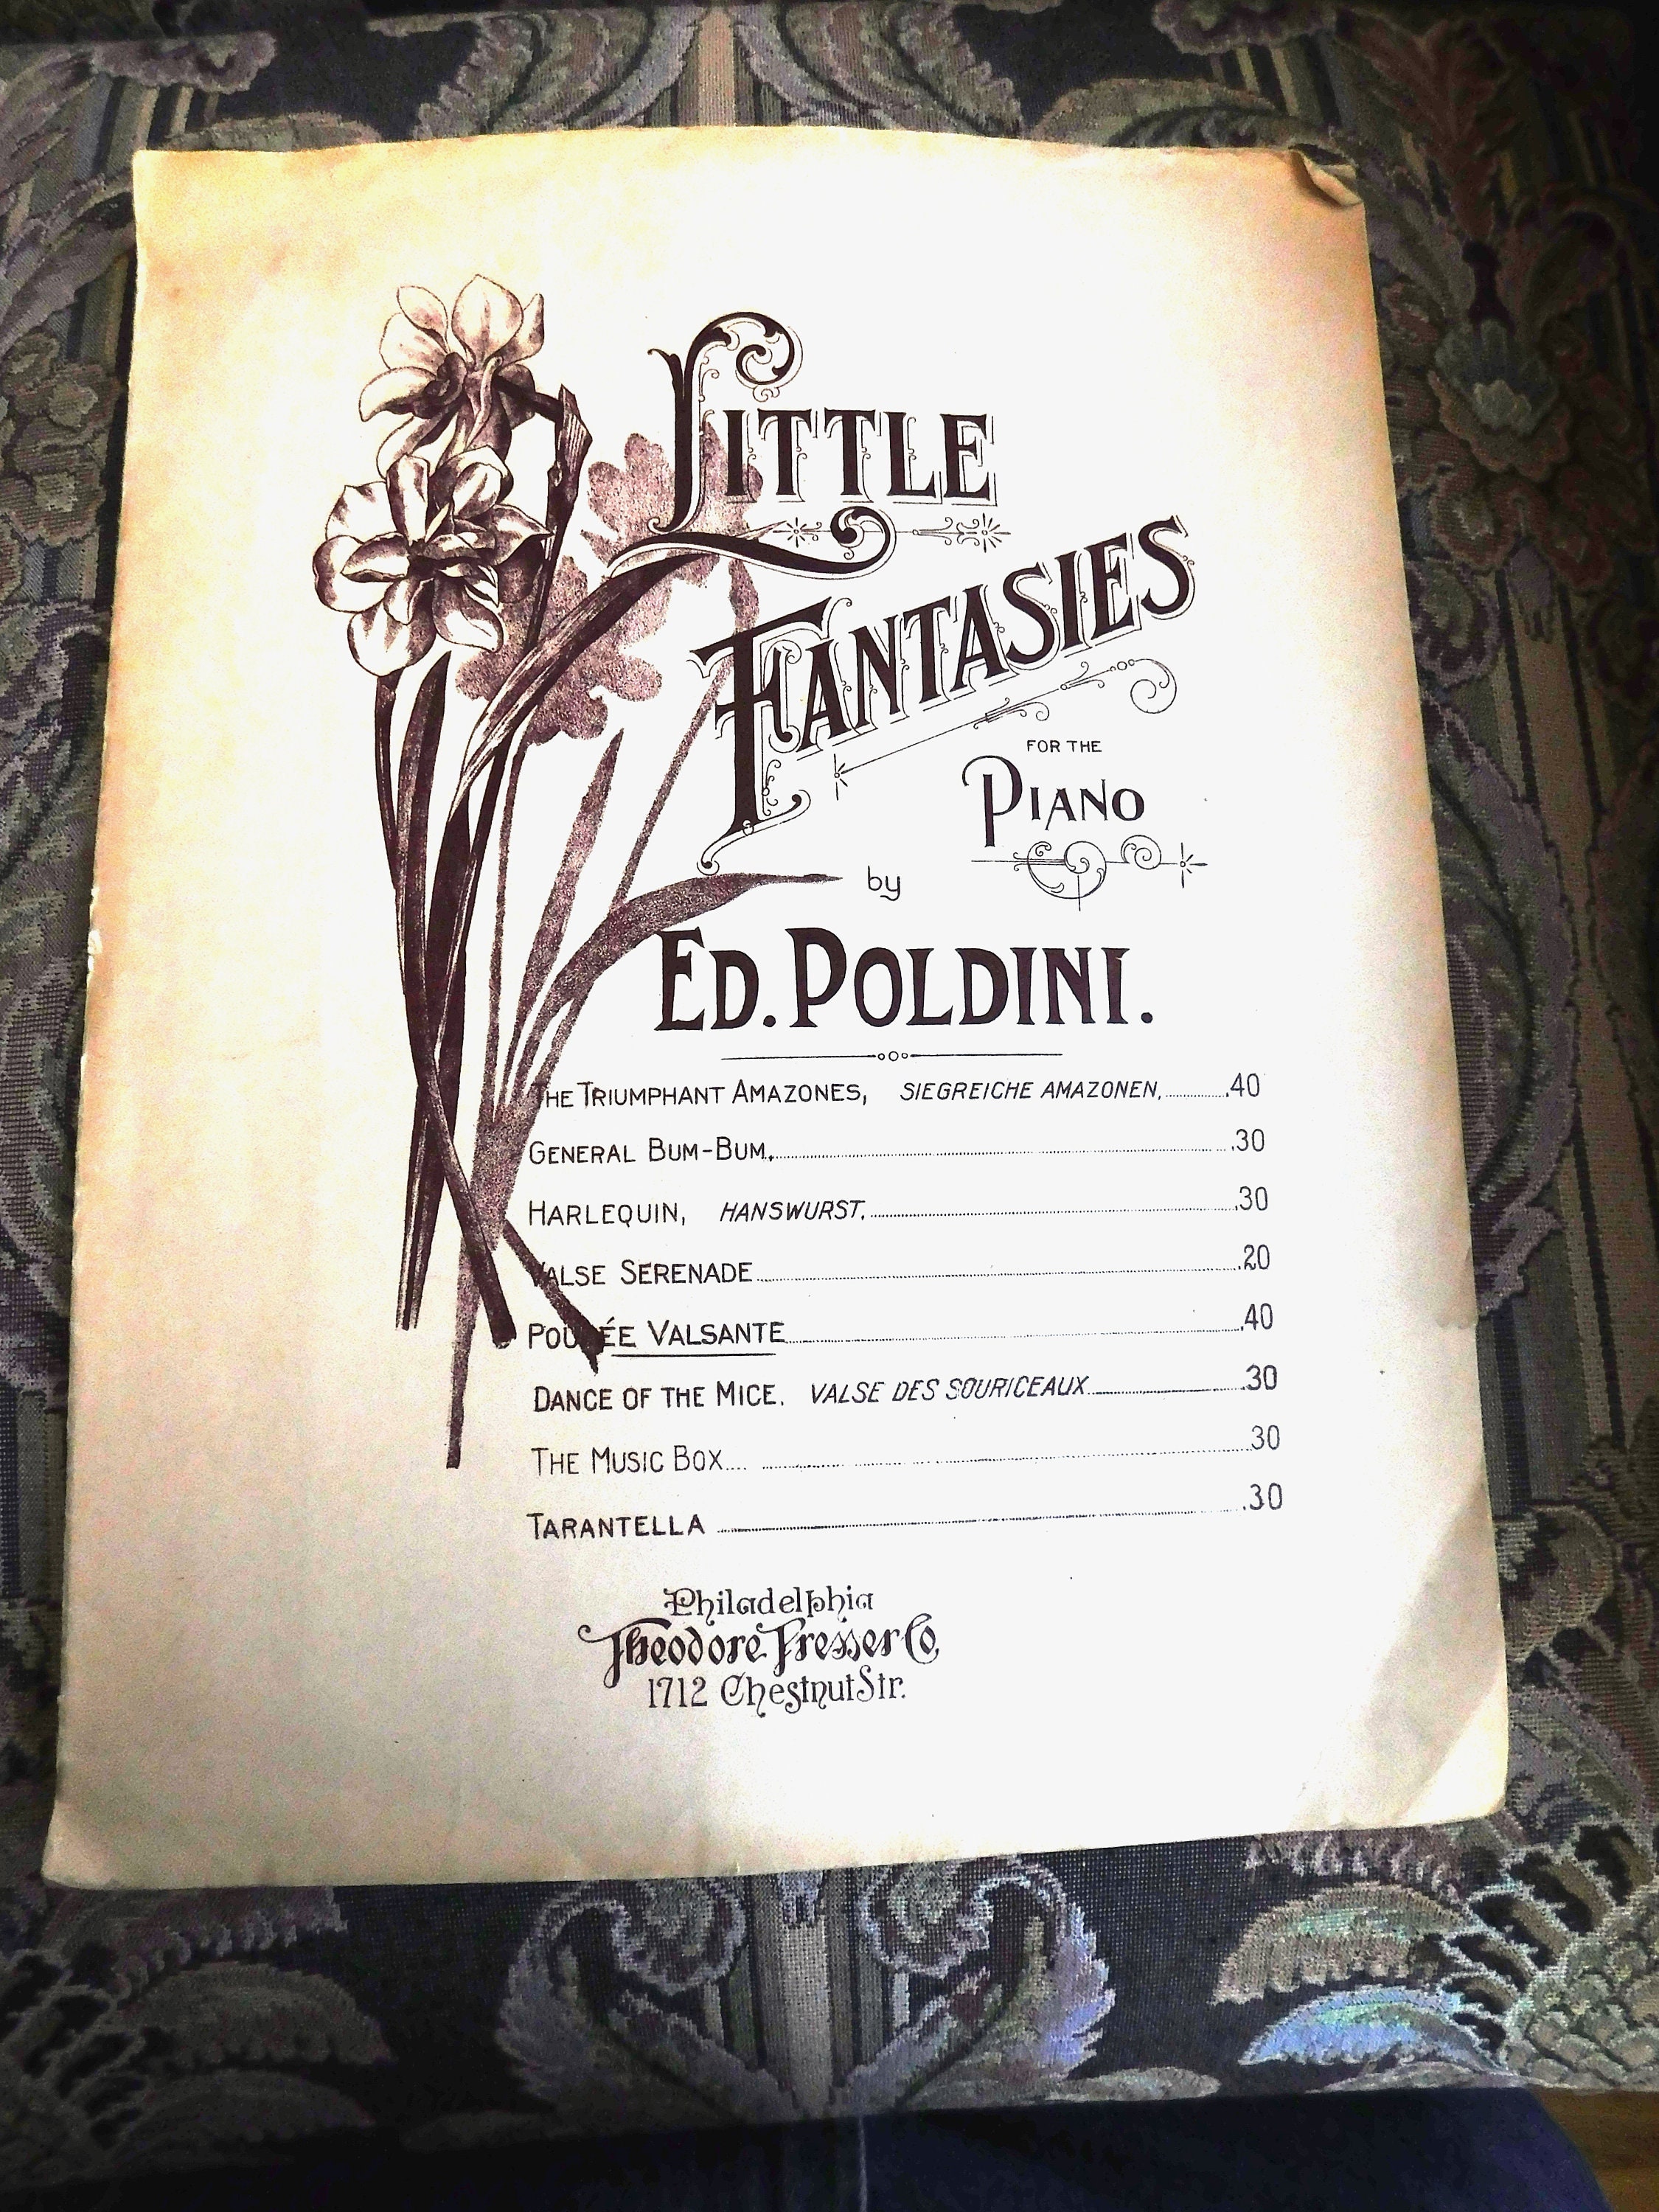 LITTLE
FANTASIES
FOR THE
PIANO
by
ED. POLDINI.
THE TRIUMPHANT AMAZONES, SIEGREICHE AMAZONEN, .40
GENERAL BUM-BUM, .30
HARLEQUIN, HANSWURST. .30
VALSE SERENADE .20
POUPÉE VALSANTE .40
DANCE OF THE MICE. VALSE DES SOURICEAUX .30
THE MUSIC BOX 30
TARANTELLA .30
Philadelphia
Theodore Presser Co.
1712 Chestnut Str.